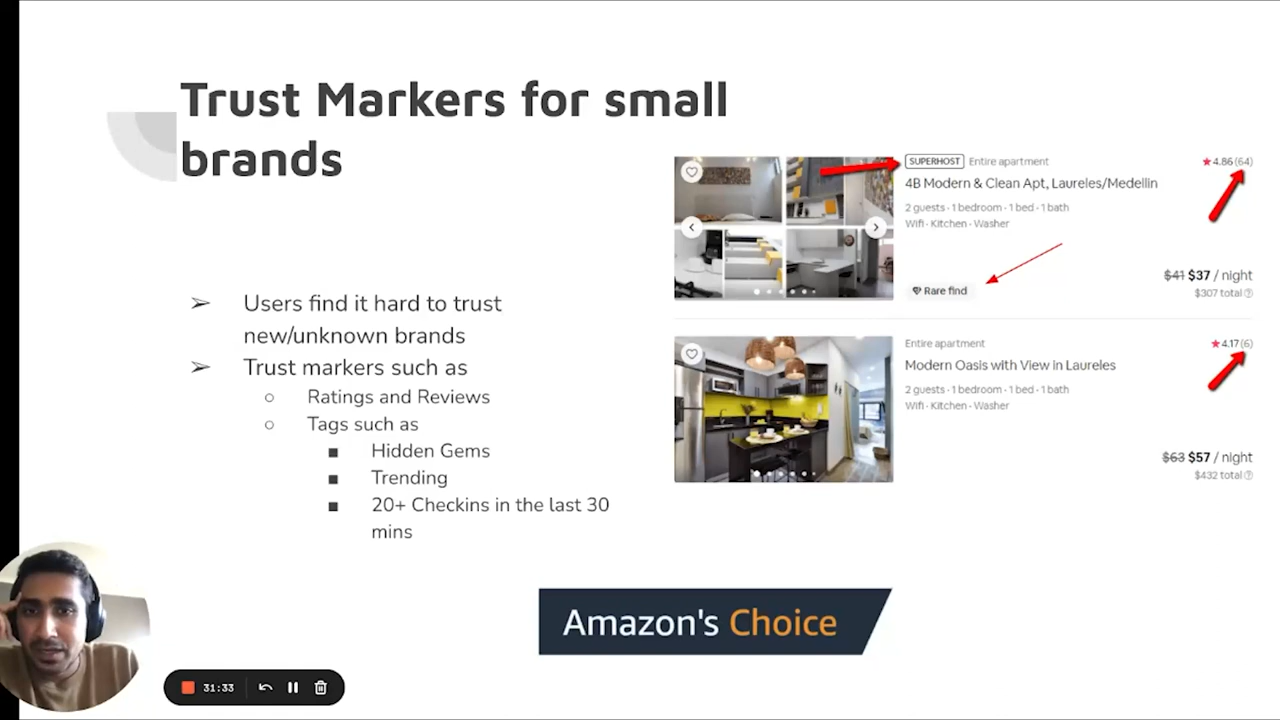 Trust Markers for small
brands
➢ Users find it hard to trust
new/unknown brands
➢ Trust markers such as
○ Ratings and Reviews
○ Tags such as
■ Hidden Gems
■ Trending
■ 20+ Checkins in the last 30
mins
SUPERHOST Entire apartment ★ 4.86 (64)
4B Modern & Clean Apt, Laureles/Medellin
2 guests · 1 bedroom · 1 bed · 1 bath
Wifi · Kitchen · Washer
$41 $37 / night
Rare find $307 total
Entire apartment ★ 4.17 (6)
Modern Oasis with View in Laureles
2 guests · 1 bedroom · 1 bed · 1 bath
Wifi · Kitchen · Washer
$63 $57 / night
$432 total
Amazon's Choice
31:33